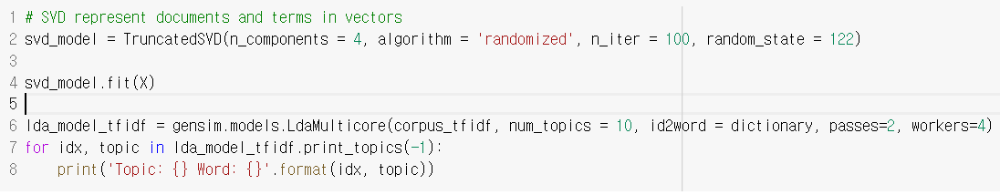 1 # SVD represent documents and terms in vectors
2 svd_model = TruncatedSVD(n_components = 4, algorithm = 'randomized', n_iter = 100, random_state = 122)
3
4 svd_model.fit(X)
5
6 lda_model_tfidf = gensim.models.LdaMulticore(corpus_tfidf, num_topics = 10, id2word = dictionary, passes=2, workers=4)
7 for idx, topic in lda_model_tfidf.print_topics(-1):
8     print('Topic: {} Word: {}'.format(idx, topic))